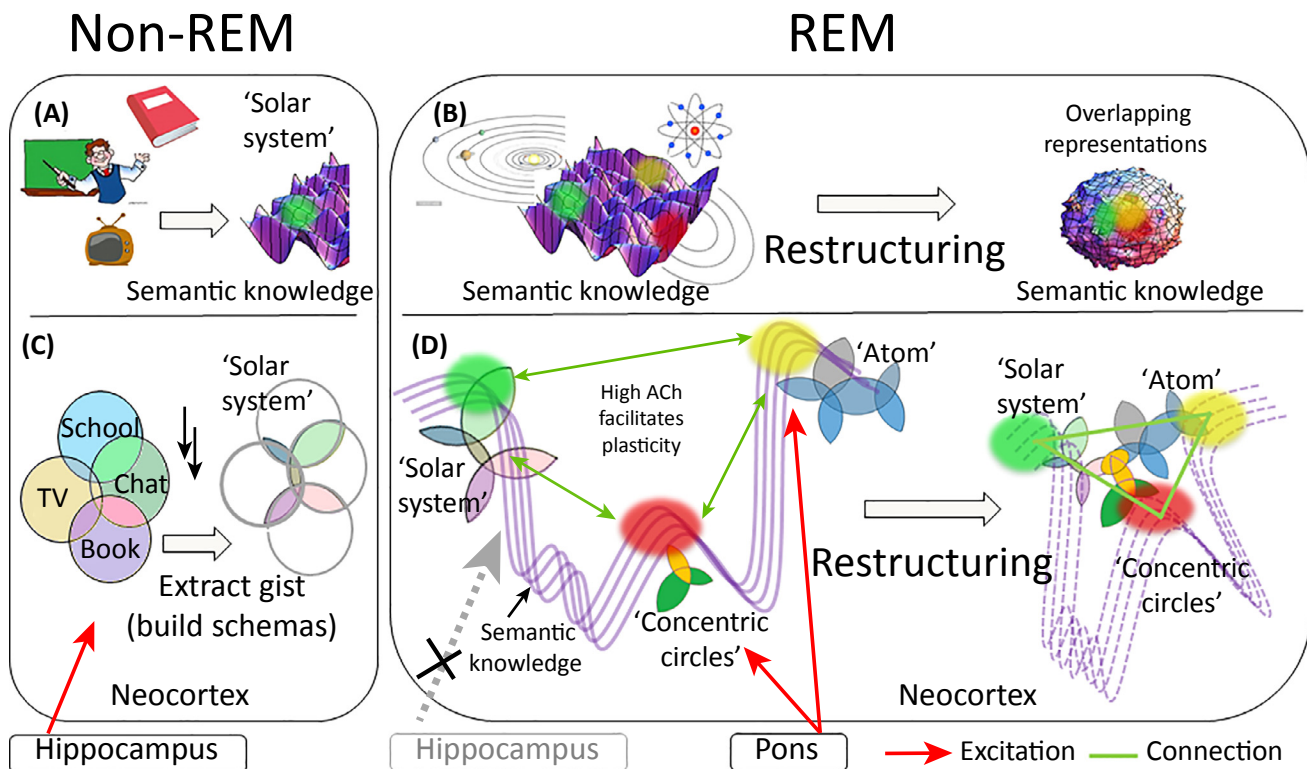 Non-REM
REM
(A)
‘Solar
system’
Semantic knowledge
(B)
Overlapping
representations
Restructuring
Semantic knowledge
Semantic knowledge
(C)
‘Solar
system’
School
TV
Chat
Book
Extract gist
(build schemas)
Neocortex
Hippocampus
(D)
‘Solar
system’
High ACh
facilitates
plasticity
‘Atom’
Semantic
knowledge
‘Concentric
circles’
Restructuring
‘Solar
system’
‘Atom’
‘Concentric
circles’
Neocortex
Hippocampus
Pons
Excitation
Connection